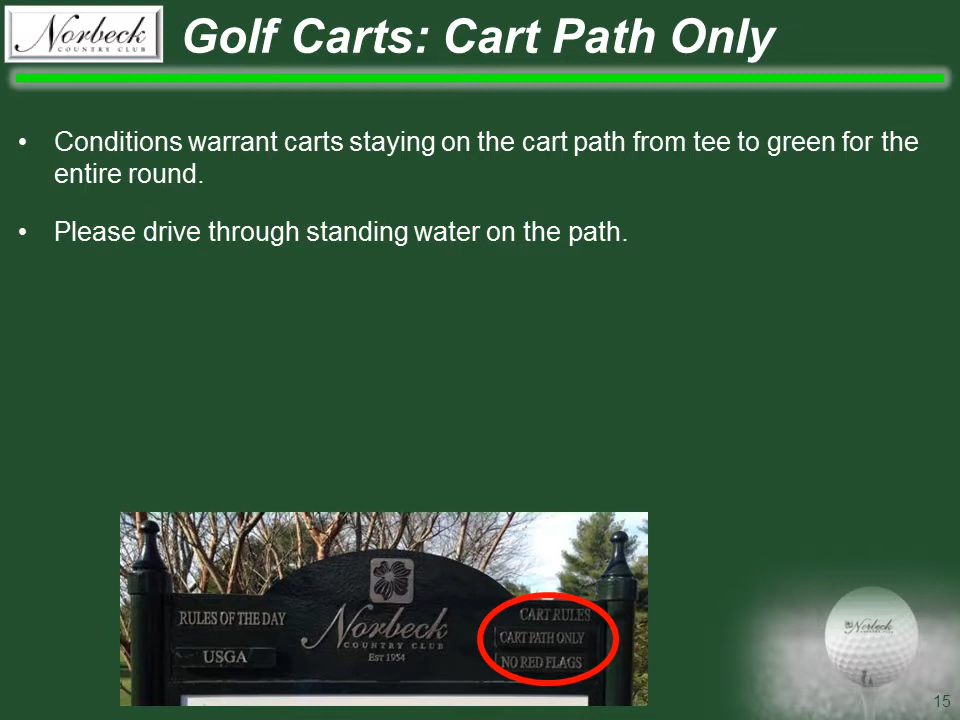 Norbeck
COUNTRY CLUB
Golf Carts: Cart Path Only
• Conditions warrant carts staying on the cart path from tee to green for the
entire round.
• Please drive through standing water on the path.
RULES OF THE DAY
USGA
Norbeck
COUNTRY CLUB
EST 1954
CART RULES
CART PATH ONLY
NO RED FLAGS
Norbeck
15